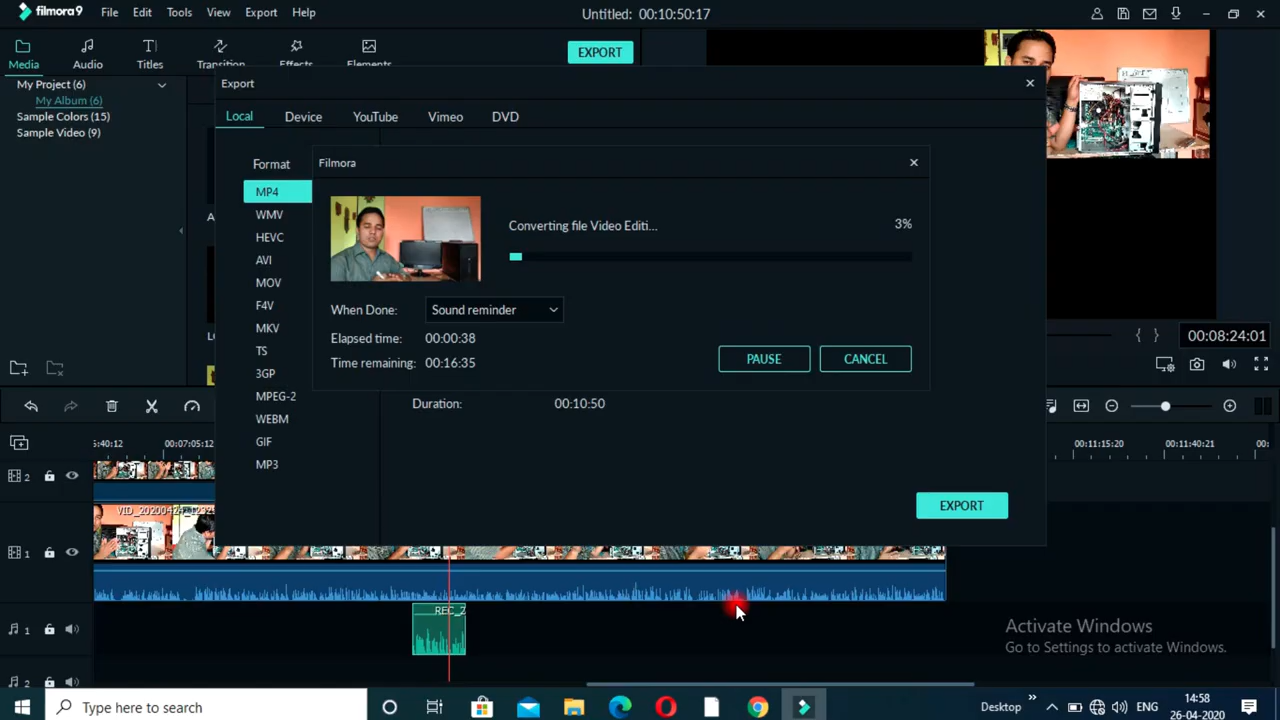 filmora9 File Edit Tools View Export Help Untitled: 00:10:50:17
Media Audio Titles Transition Effects Elements EXPORT
My Project (6)
My Album (6)
Sample Colors (15)
Sample Video (9)
Export
Local Device YouTube Vimeo DVD
Format
MP4
WMV
HEVC
AVI
MOV
F4V
MKV
TS
3GP
MPEG-2
WEBM
GIF
MP3
Filmora
Converting file Video Editi... 3%
When Done: Sound reminder
Elapsed time: 00:00:38
Time remaining: 00:16:35
PAUSE CANCEL
Duration: 00:10:50
EXPORT
00:08:24:01
5:40:12 00:07:05:12 00:11:15:20 00:11:40:21 00:
2
1
REC_2
1
2
Activate Windows
Go to Settings to activate Windows.
Type here to search
Desktop ENG 14:58
26-04-2020